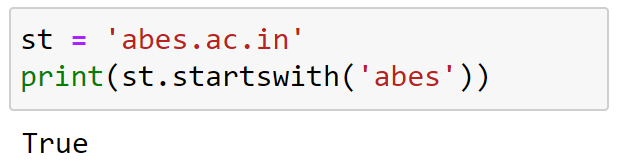 st = 'abes.ac.in'
print(st.startswith('abes'))
True